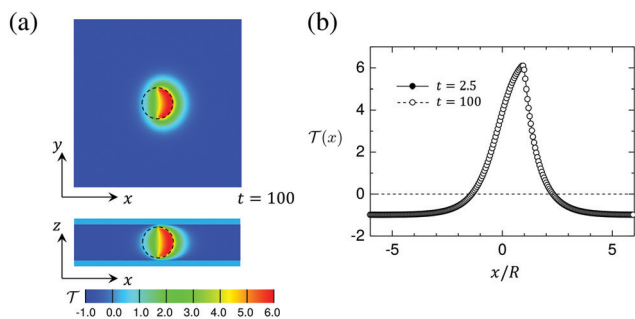 (a)
y
x
t = 100
z
x
𝒯
-1.0 0.0 1.0 2.0 3.0 4.0 5.0 6.0
(b)
6
4
2
0
-2
𝒯(x)
t = 2.5
t = 100
-5 0 5
x/R